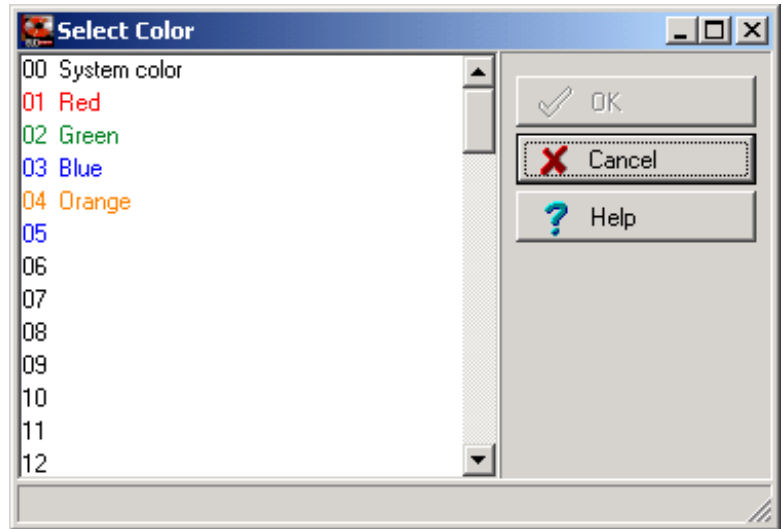 Select Color
00 System color
01 Red
02 Green
03 Blue
04 Orange
05
06
07
08
09
10
11
12
OK
Cancel
Help